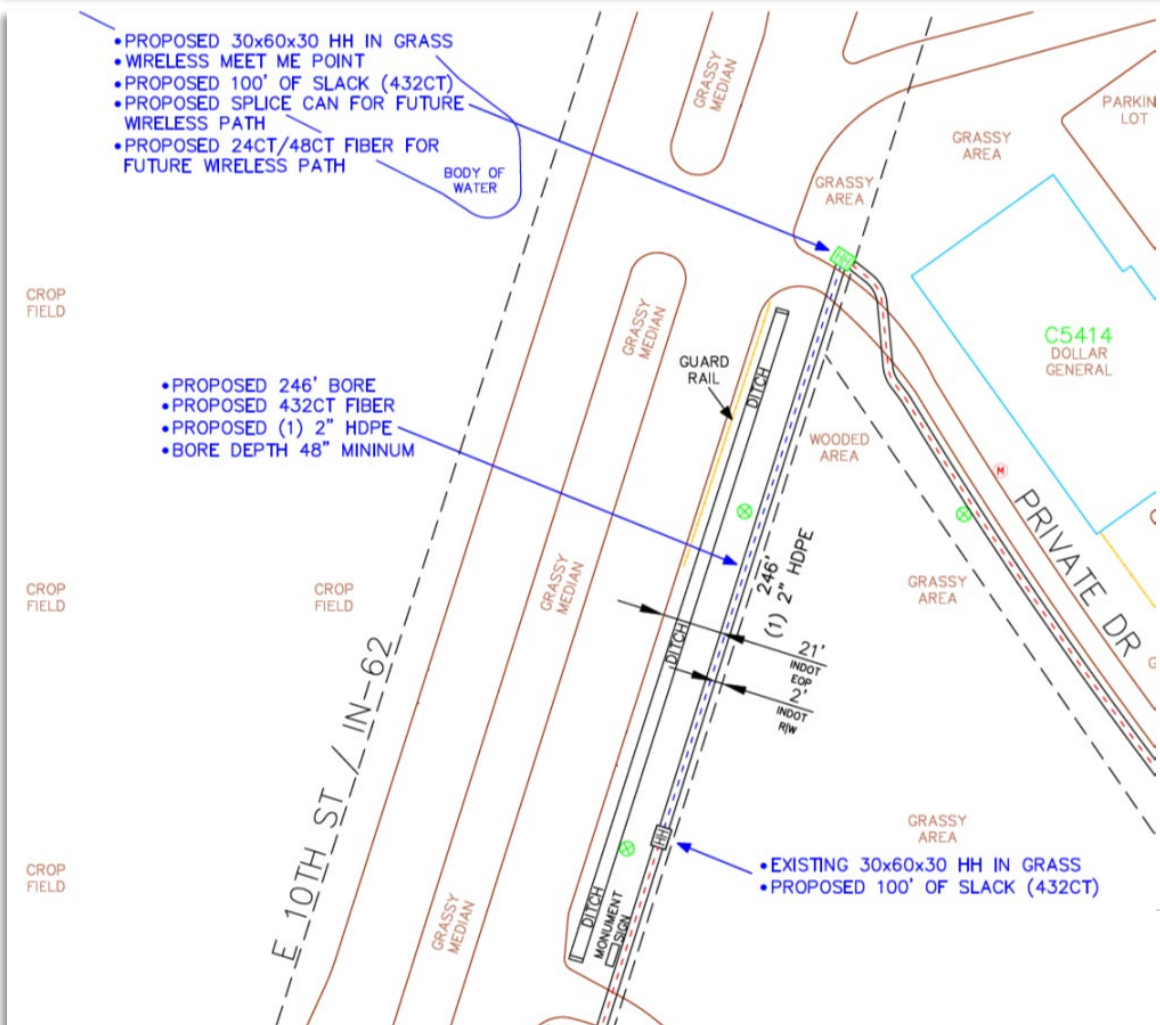 •PROPOSED 30x60x30 HH IN GRASS
•WIRELESS MEET ME POINT
•PROPOSED 100' OF SLACK (432CT)
•PROPOSED SPLICE CAN FOR FUTURE
WIRELESS PATH
•PROPOSED 24CT/48CT FIBER FOR
FUTURE WIRELESS PATH
BODY OF
WATER
GRASSY
MEDIAN
PARKIN
LOT
GRASSY
AREA
GRASSY
AREA
HH
CROP
FIELD
GRASSY
MEDIAN
C5414
DOLLAR
GENERAL
GUARD
RAIL
DITCH
•PROPOSED 246' BORE
•PROPOSED 432CT FIBER
•PROPOSED (1) 2" HDPE
•BORE DEPTH 48" MININUM
WOODED
AREA
M
PRIVATE DR
246'
(1) 2" HDPE
CROP
FIELD
CROP
FIELD
GRASSY
MEDIAN
GRASSY
AREA
DITCH
21'
INDOT
EOP
2'
INDOT
R/W
E 10TH ST / IN-62
GRASSY
AREA
HH
•EXISTING 30x60x30 HH IN GRASS
•PROPOSED 100' OF SLACK (432CT)
CROP
FIELD
GRASSY
MEDIAN
DITCH
MONUMENT
SIGN